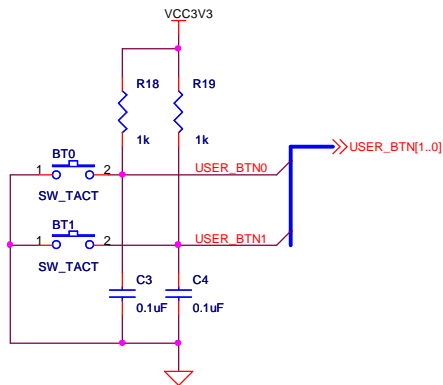 VCC3V3
R18 R19
1k 1k
BT0
1 2 USER_BTN0 USER_BTN[1..0]
SW_TACT
BT1
1 2 USER_BTN1
SW_TACT
C3 C4
0.1uF 0.1uF